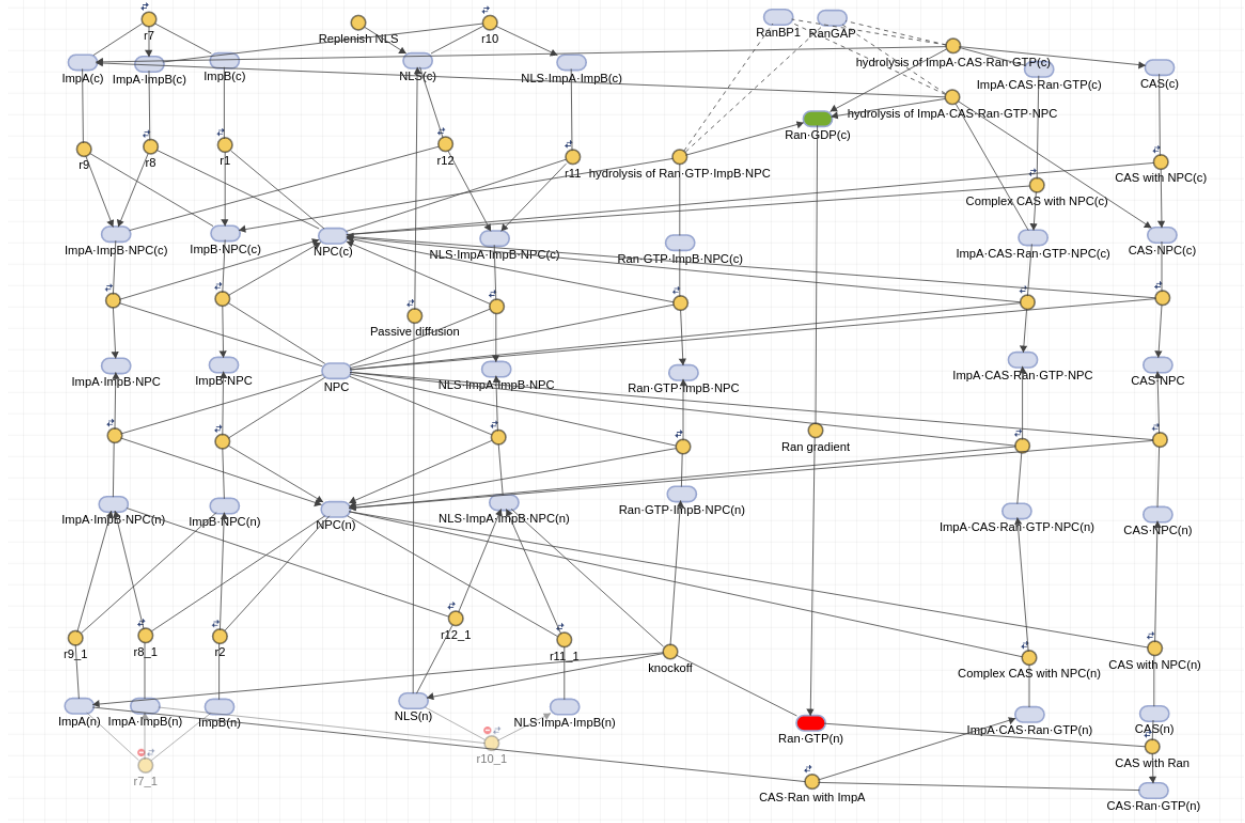 r7
Replenish NLS
r10
RanBP1
RanGAP
ImpA(c)
ImpA·ImpB(c)
ImpB(c)
NLS(c)
NLS·ImpA·ImpB(c)
hydrolysis of ImpA·CAS·Ran·GTP(c)
ImpA·CAS·Ran·GTP(c)
CAS(c)
hydrolysis of ImpA·CAS·Ran·GTP·NPC
Ran·GDP(c)
r9
r8
r1
r12
r11
hydrolysis of Ran·GTP·ImpB·NPC
CAS with NPC(c)
Complex CAS with NPC(c)
ImpA·ImpB·NPC(c)
ImpB·NPC(c)
NPC(c)
NLS·ImpA·ImpB·NPC(c)
Ran·GTP·ImpB·NPC(c)
ImpA·CAS·Ran·GTP·NPC(c)
CAS·NPC(c)
Passive diffusion
ImpA·ImpB·NPC
ImpB·NPC
NPC
NLS·ImpA·ImpB·NPC
Ran·GTP·ImpB·NPC
ImpA·CAS·Ran·GTP·NPC
CAS·NPC
Ran gradient
ImpA·ImpB·NPC(n)
ImpB·NPC(n)
NPC(n)
NLS·ImpA·ImpB·NPC(n)
Ran·GTP·ImpB·NPC(n)
ImpA·CAS·Ran·GTP·NPC(n)
CAS·NPC(n)
r9_1
r8_1
r2
r12_1
r11_1
knockoff
Complex CAS with NPC(n)
CAS with NPC(n)
ImpA(n)
ImpA·ImpB(n)
ImpB(n)
NLS(n)
NLS·ImpA·ImpB(n)
Ran·GTP(n)
ImpA·CAS·Ran·GTP(n)
CAS(n)
r7_1
r10_1
CAS with Ran
CAS·Ran with ImpA
CAS·Ran·GTP(n)